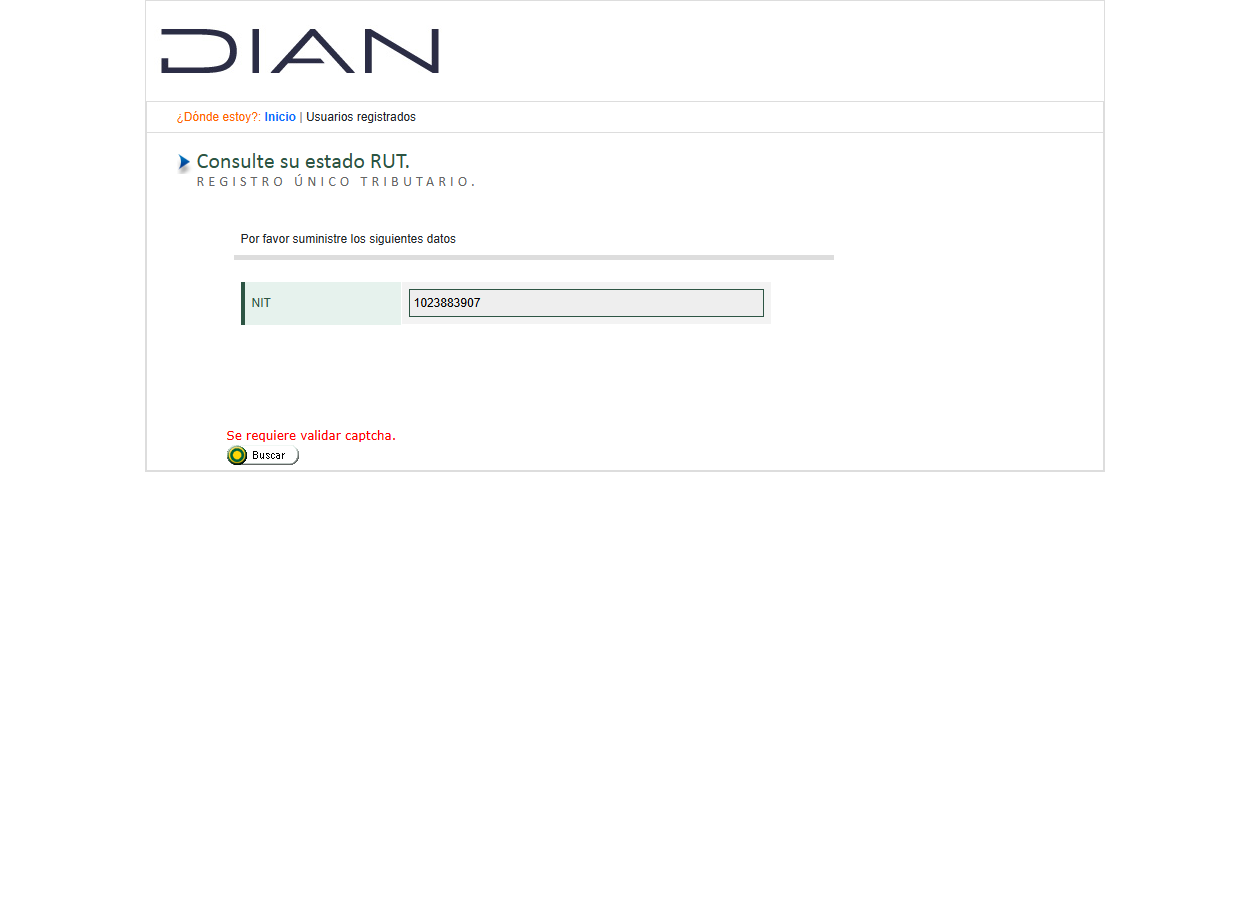 DIAN
¿Dónde estoy?: Inicio | Usuarios registrados
Consulte su estado RUT.
REGISTRO ÚNICO TRIBUTARIO.
Por favor suministre los siguientes datos
NIT 1023883907
Se requiere validar captcha.
Buscar